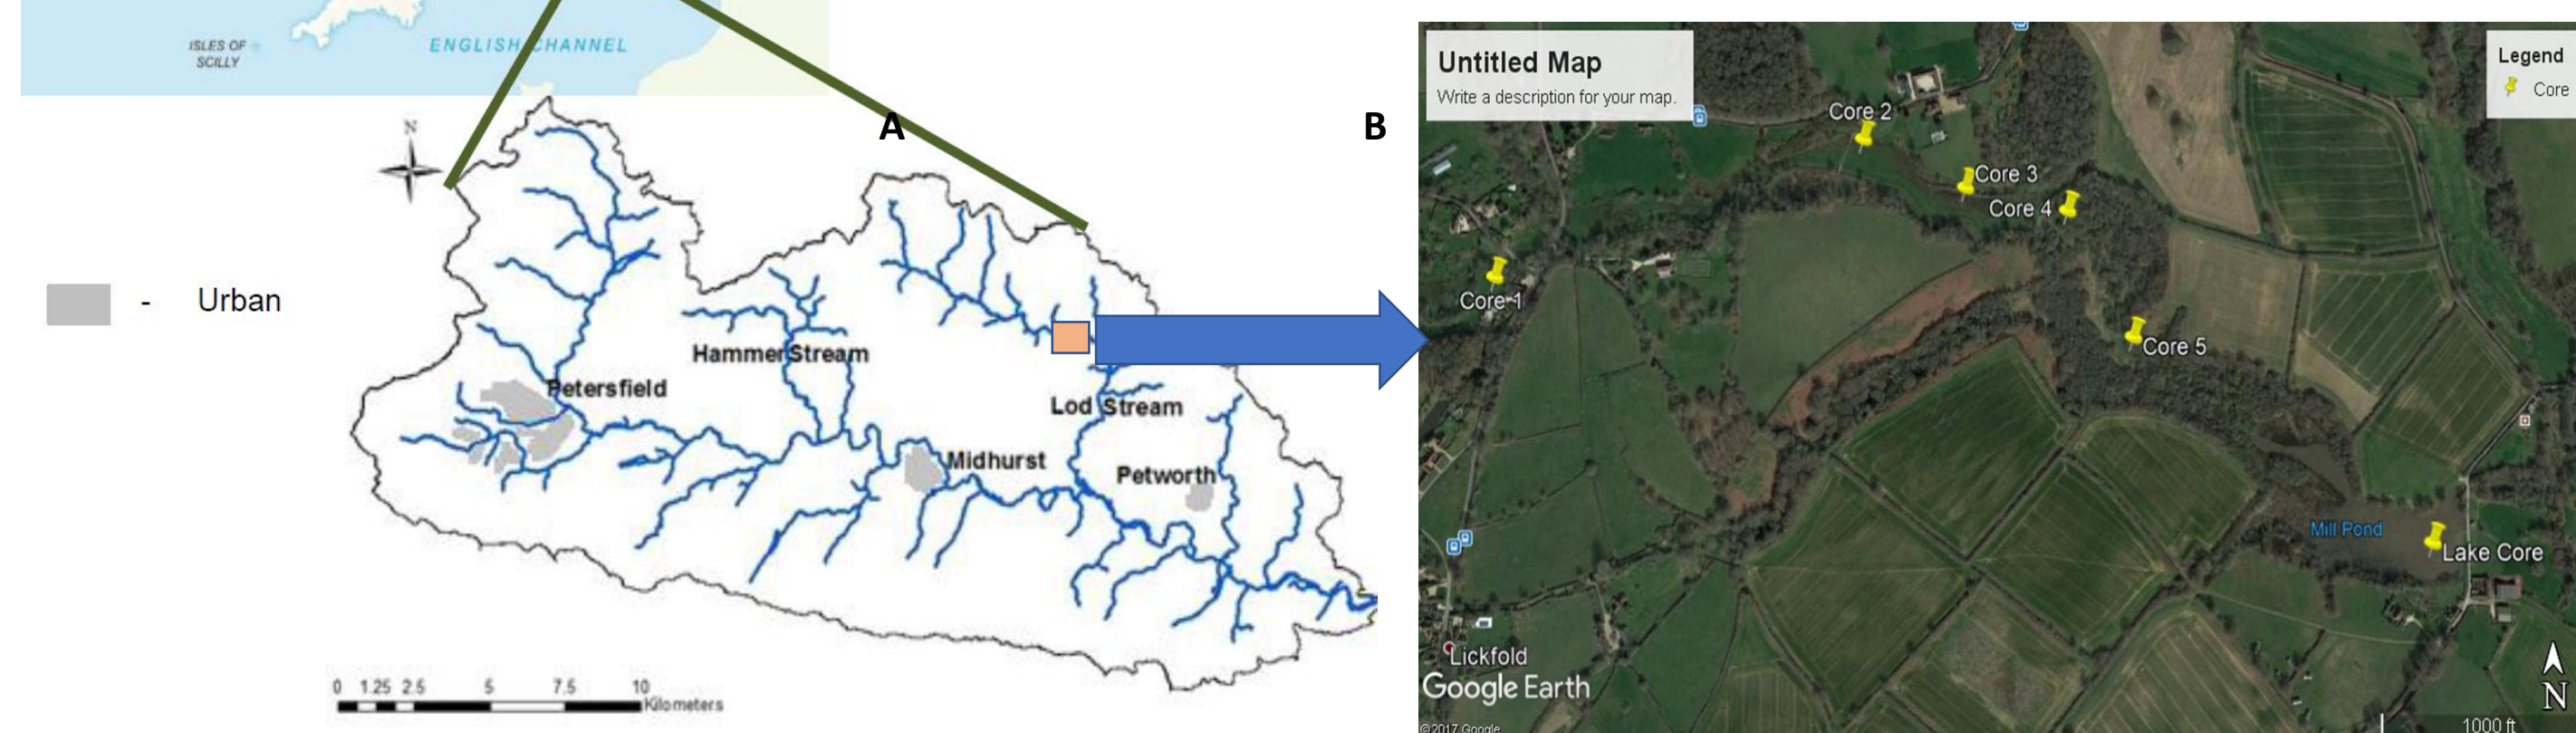 ISLES OF
SCILLY
ENGLISH CHANNEL
A
B
N
- Urban
HammerStream
Petersfield
Lod Stream
Midhurst
Petworth
0 1.25 2.5 5 7.5 10
Kilometers
Untitled Map
Write a description for your map.
Legend
Core
Core 2
Core 3
Core 4
Core 1
Core 5
Mill Pond
Lake Core
Lickfold
Google Earth
©2017 Google
N
1000 ft